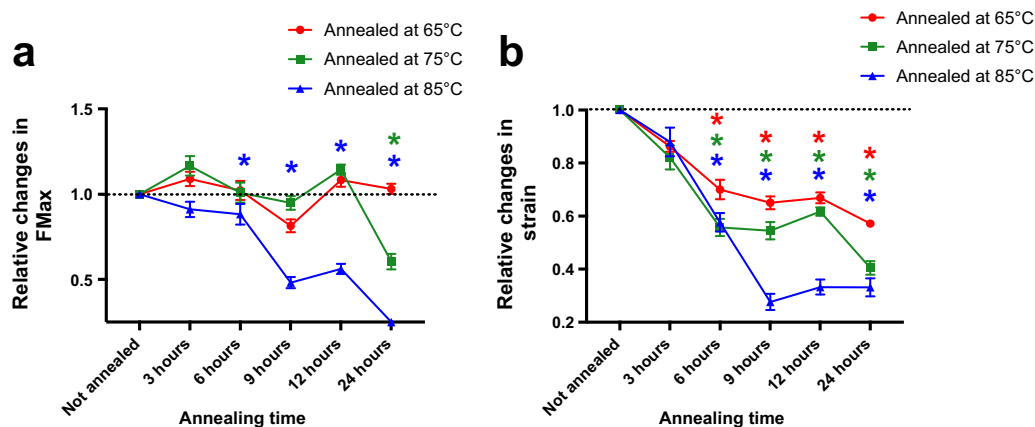 a
Annealed at 65°C
Annealed at 75°C
Annealed at 85°C
Relative changes in
FMax
1.5
1.0
0.5
*
*
*
*
*
Not annealed
3 hours
6 hours
9 hours
12 hours
24 hours
Annealing time
b
Annealed at 65°C
Annealed at 75°C
Annealed at 85°C
Relative changes in
strain
1.0
0.8
0.6
0.4
0.2
*
*
*
*
*
*
*
*
*
*
*
*
Not annealed
3 hours
6 hours
9 hours
12 hours
24 hours
Annealing time